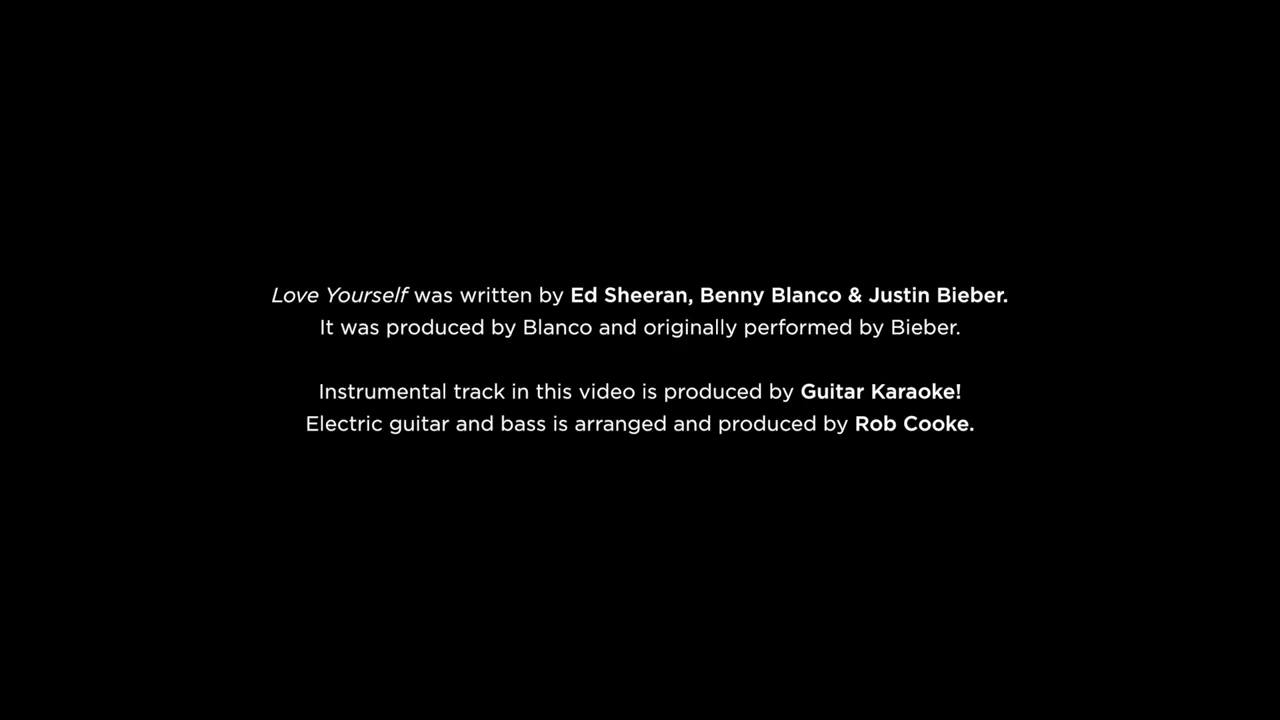 Love Yourself was written by Ed Sheeran, Benny Blanco & Justin Bieber.
It was produced by Blanco and originally performed by Bieber.
Instrumental track in this video is produced by Guitar Karaoke!
Electric guitar and bass is arranged and produced by Rob Cooke.